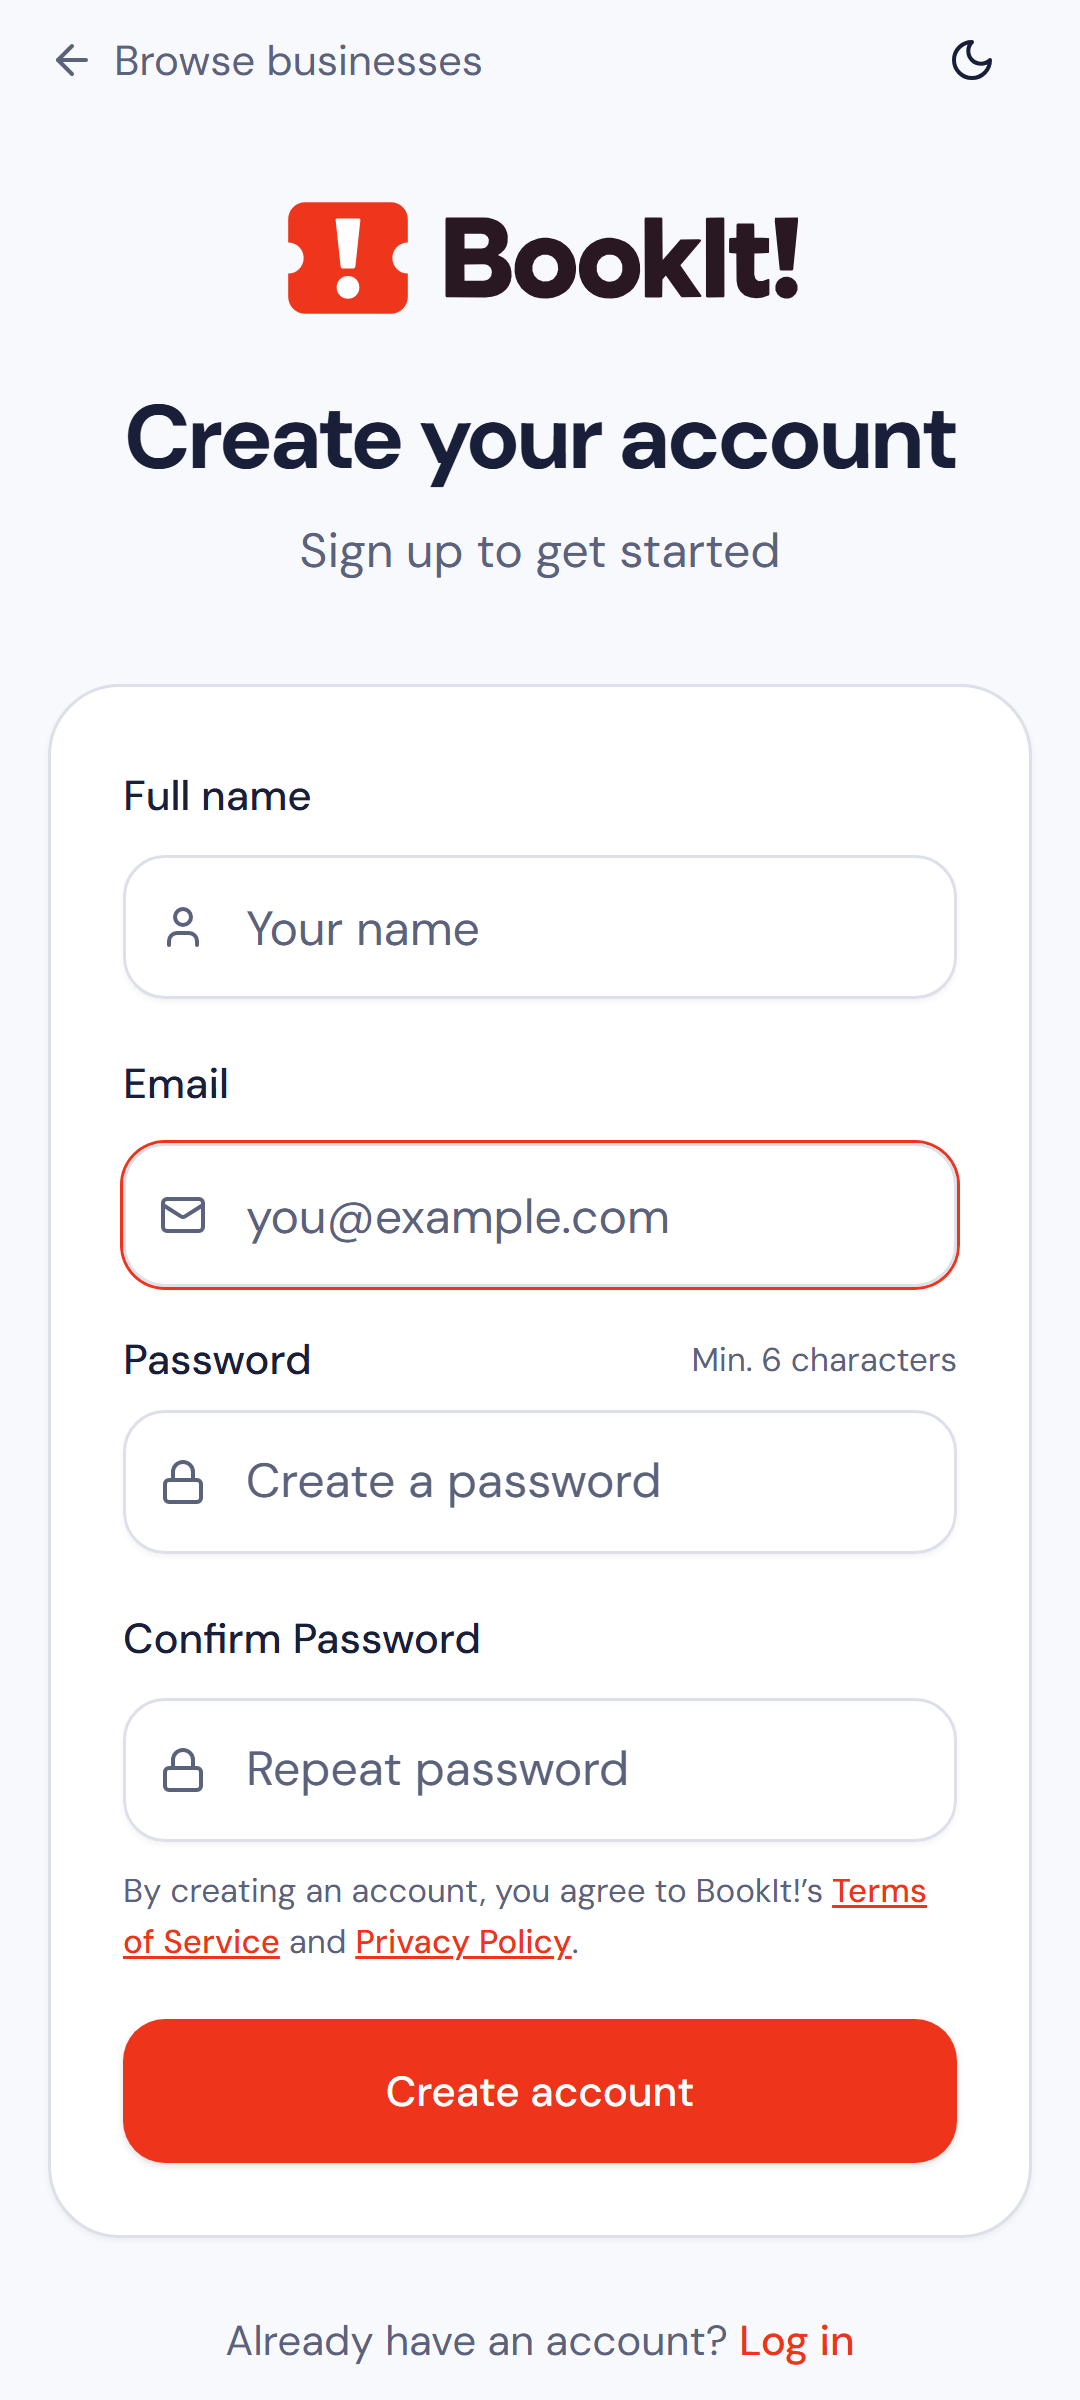 Browse businesses
! BookIt!
Create your account
Sign up to get started
Full name
Your name
Email
you@example.com
Password Min. 6 characters
Create a password
Confirm Password
Repeat password
By creating an account, you agree to BookIt!’s Terms
of Service and Privacy Policy.
Create account
Already have an account? Log in